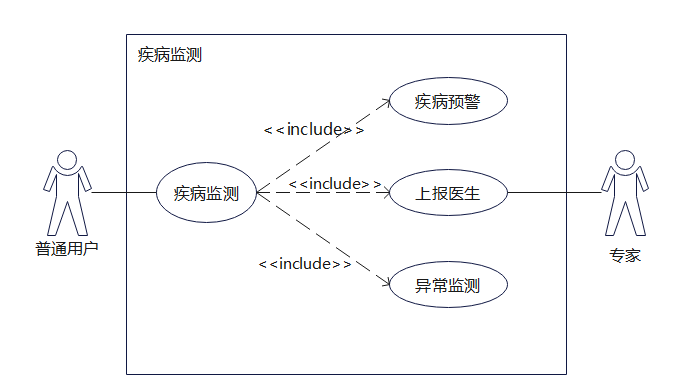 疾病监测
疾病预警
<<include>>
疾病监测
<<include>>
上报医生
普通用户
专家
<<include>>
异常监测